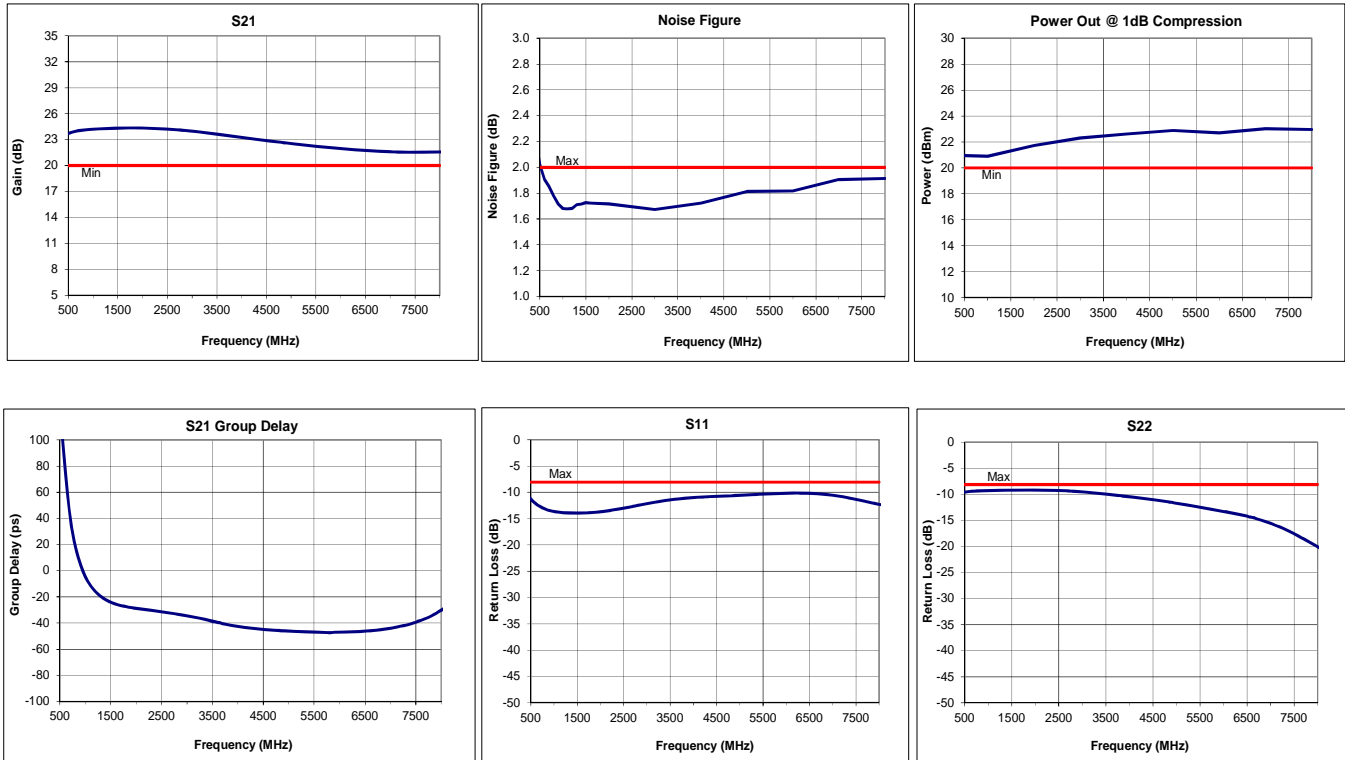 S21
Gain (dB)
35
32
29
26
23
20
17
14
11
8
5
Min
500 1500 2500 3500 4500 5500 6500 7500
Frequency (MHz)
Noise Figure
Noise Figure (dB)
3.0
2.8
2.6
2.4
2.2
2.0
1.8
1.6
1.4
1.2
1.0
Max
500 1500 2500 3500 4500 5500 6500 7500
Frequency (MHz)
Power Out @ 1dB Compression
Power (dBm)
30
28
26
24
22
20
18
16
14
12
10
Min
500 1500 2500 3500 4500 5500 6500 7500
Frequency (MHz)
S21 Group Delay
Group Delay (ps)
100
80
60
40
20
0
-20
-40
-60
-80
-100
500 1500 2500 3500 4500 5500 6500 7500
Frequency (MHz)
S11
Return Loss (dB)
0
-5
-10
-15
-20
-25
-30
-35
-40
-45
-50
Max
500 1500 2500 3500 4500 5500 6500 7500
Frequency (MHz)
S22
Return Loss (dB)
0
-5
-10
-15
-20
-25
-30
-35
-40
-45
-50
Max
500 1500 2500 3500 4500 5500 6500 7500
Frequency (MHz)